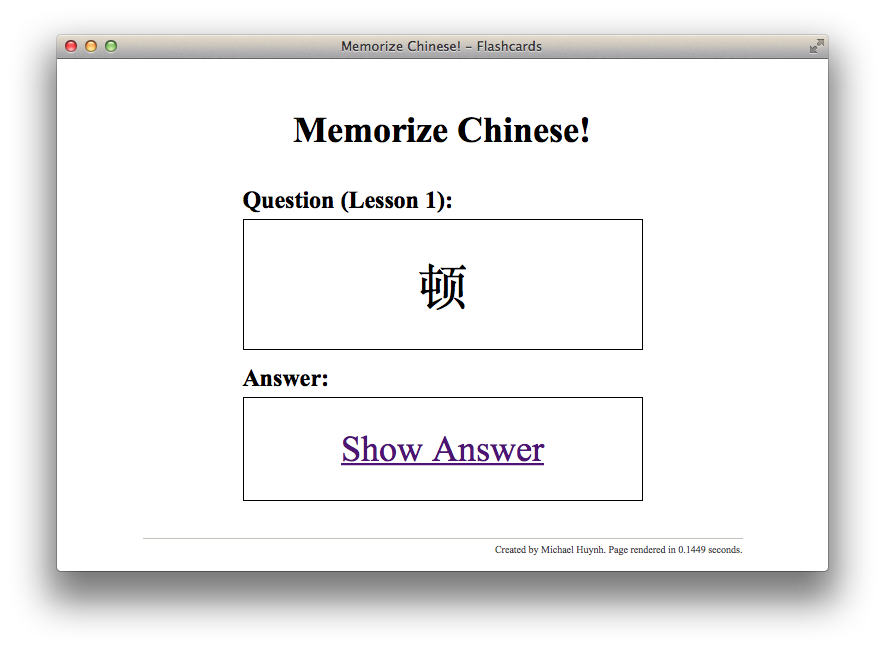 Memorize Chinese! – Flashcards
Memorize Chinese!
Question (Lesson 1):
顿
Answer:
Show Answer
Created by Michael Huynh. Page rendered in 0.1449 seconds.